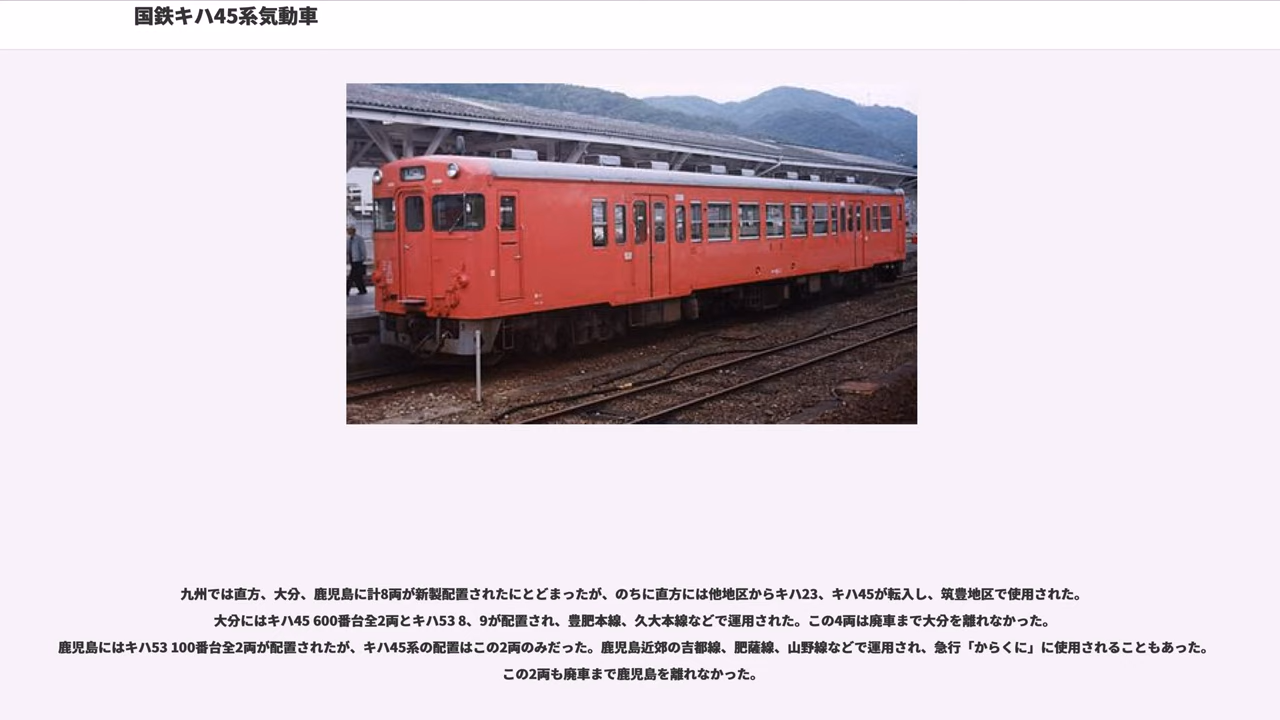 国鉄キハ45系気動車
九州では直方、大分、鹿児島に計8両が新製配置されたにとどまったが、のちに直方には他地区からキハ23、キハ45が転入し、筑豊地区で使用された。
大分にはキハ45 600番台全2両とキハ53 8、9が配置され、豊肥本線、久大本線などで運用された。この4両は廃車まで大分を離れなかった。
鹿児島にはキハ53 100番台全2両が配置されたが、キハ45系の配置はこの2両のみだった。鹿児島近郊の吉都線、肥薩線、山野線などで運用され、急行「からくに」に使用されることもあった。
この2両も廃車まで鹿児島を離れなかった。